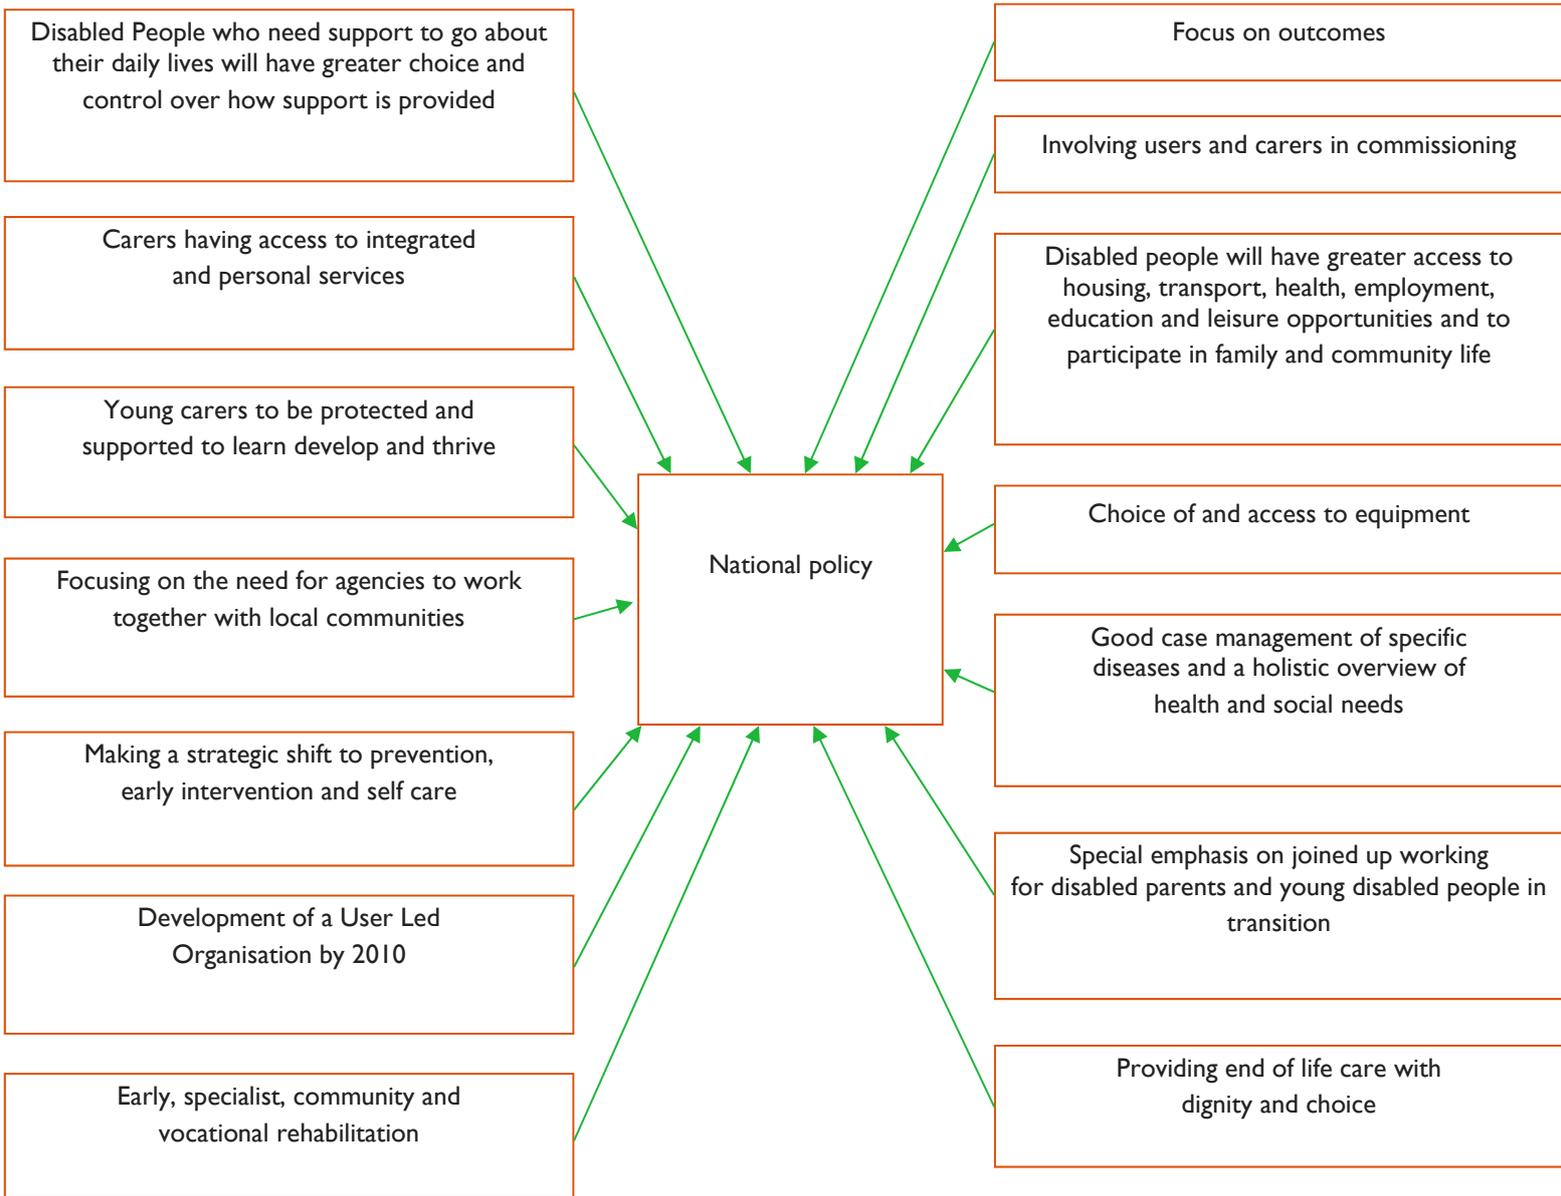 Disabled People who need support to go about
their daily lives will have greater choice and
control over how support is provided
Carers having access to integrated
and personal services
Young carers to be protected and
supported to learn develop and thrive
Focusing on the need for agencies to work
together with local communities
Making a strategic shift to prevention,
early intervention and self care
Development of a User Led
Organisation by 2010
Early, specialist, community and
vocational rehabilitation
National policy
Focus on outcomes
Involving users and carers in commissioning
Disabled people will have greater access to
housing, transport, health, employment,
education and leisure opportunities and to
participate in family and community life
Choice of and access to equipment
Good case management of specific
diseases and a holistic overview of
health and social needs
Special emphasis on joined up working
for disabled parents and young disabled people in
transition
Providing end of life care with
dignity and choice